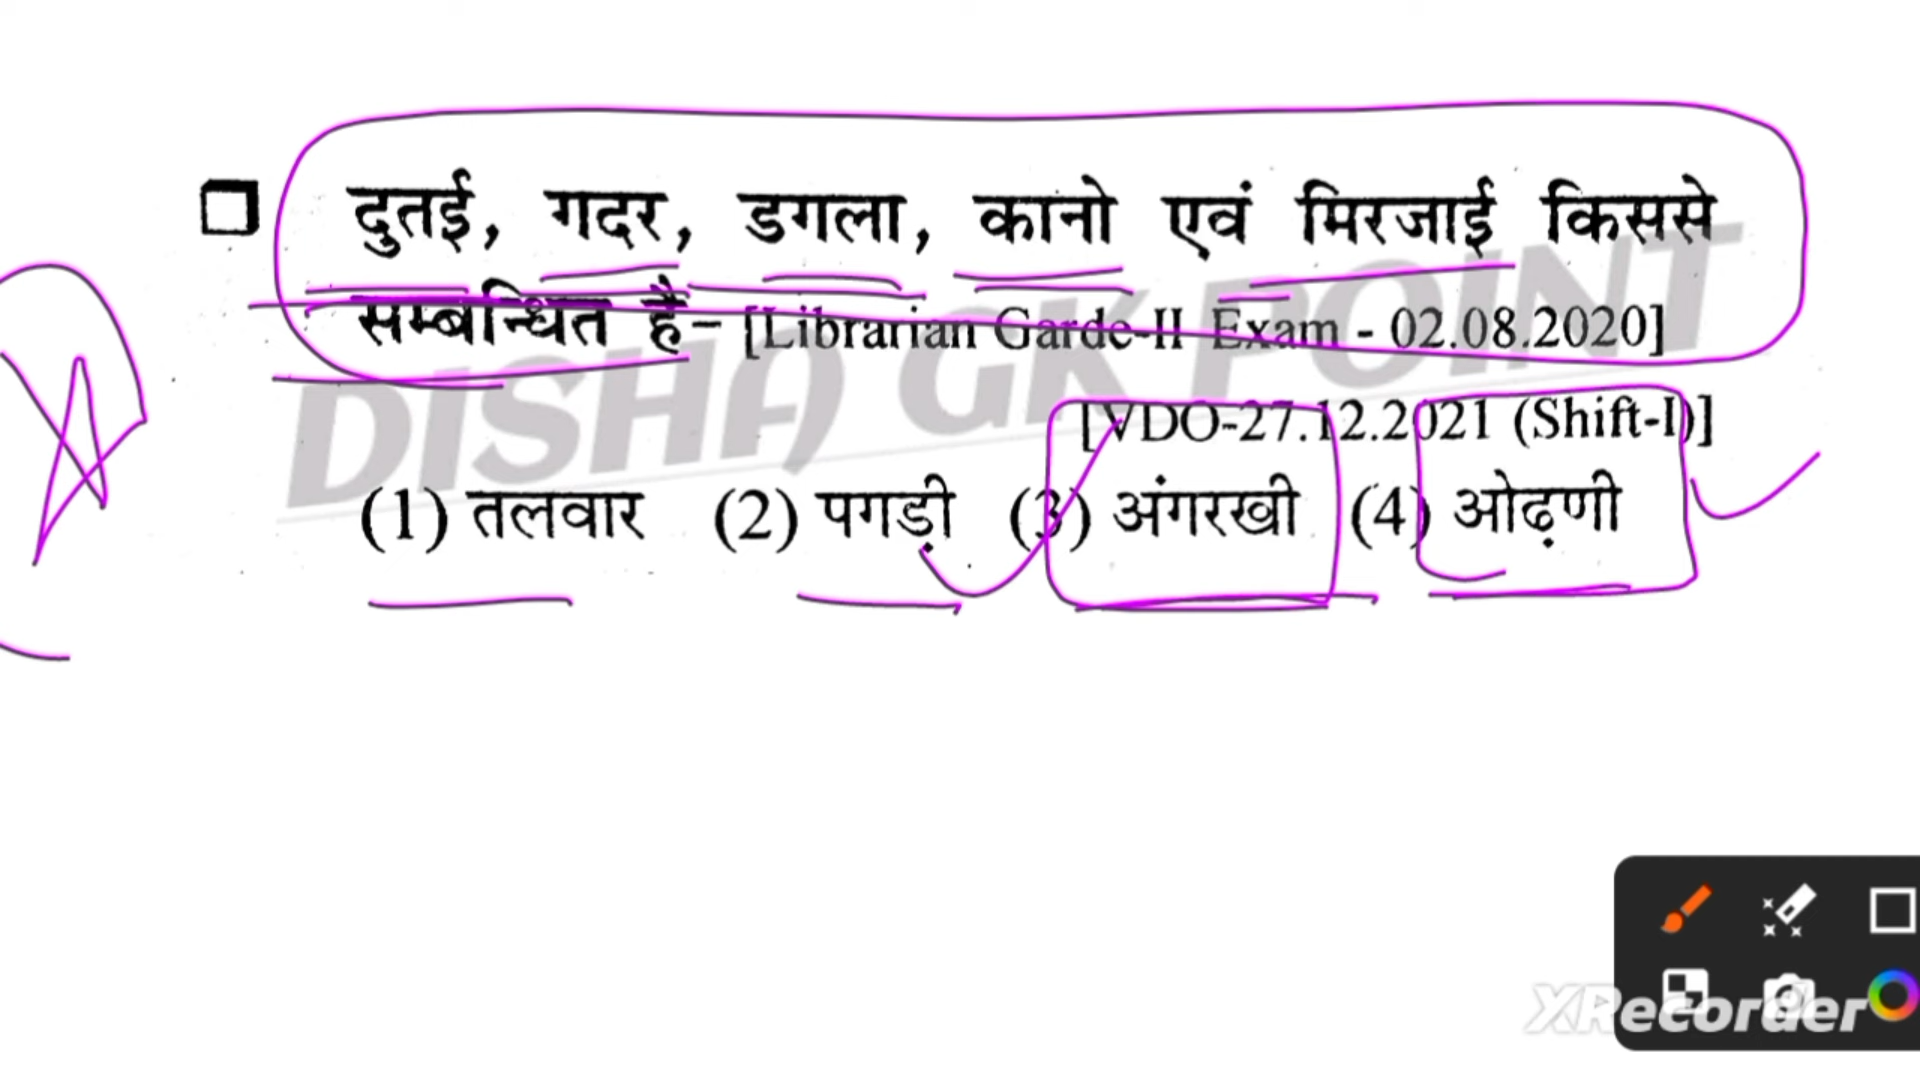 दुतई, गदर, डगला, कानो एवं मिरजाई किससे
सम्बन्धित है– [Librarian Garde-II Exam - 02.08.2020]
[VDO-27.12.2021 (Shift-I)]
(1) तलवार (2) पगड़ी (3) अंगरखी (4) ओढ़णी
DISHA GK POINT
XRecorder